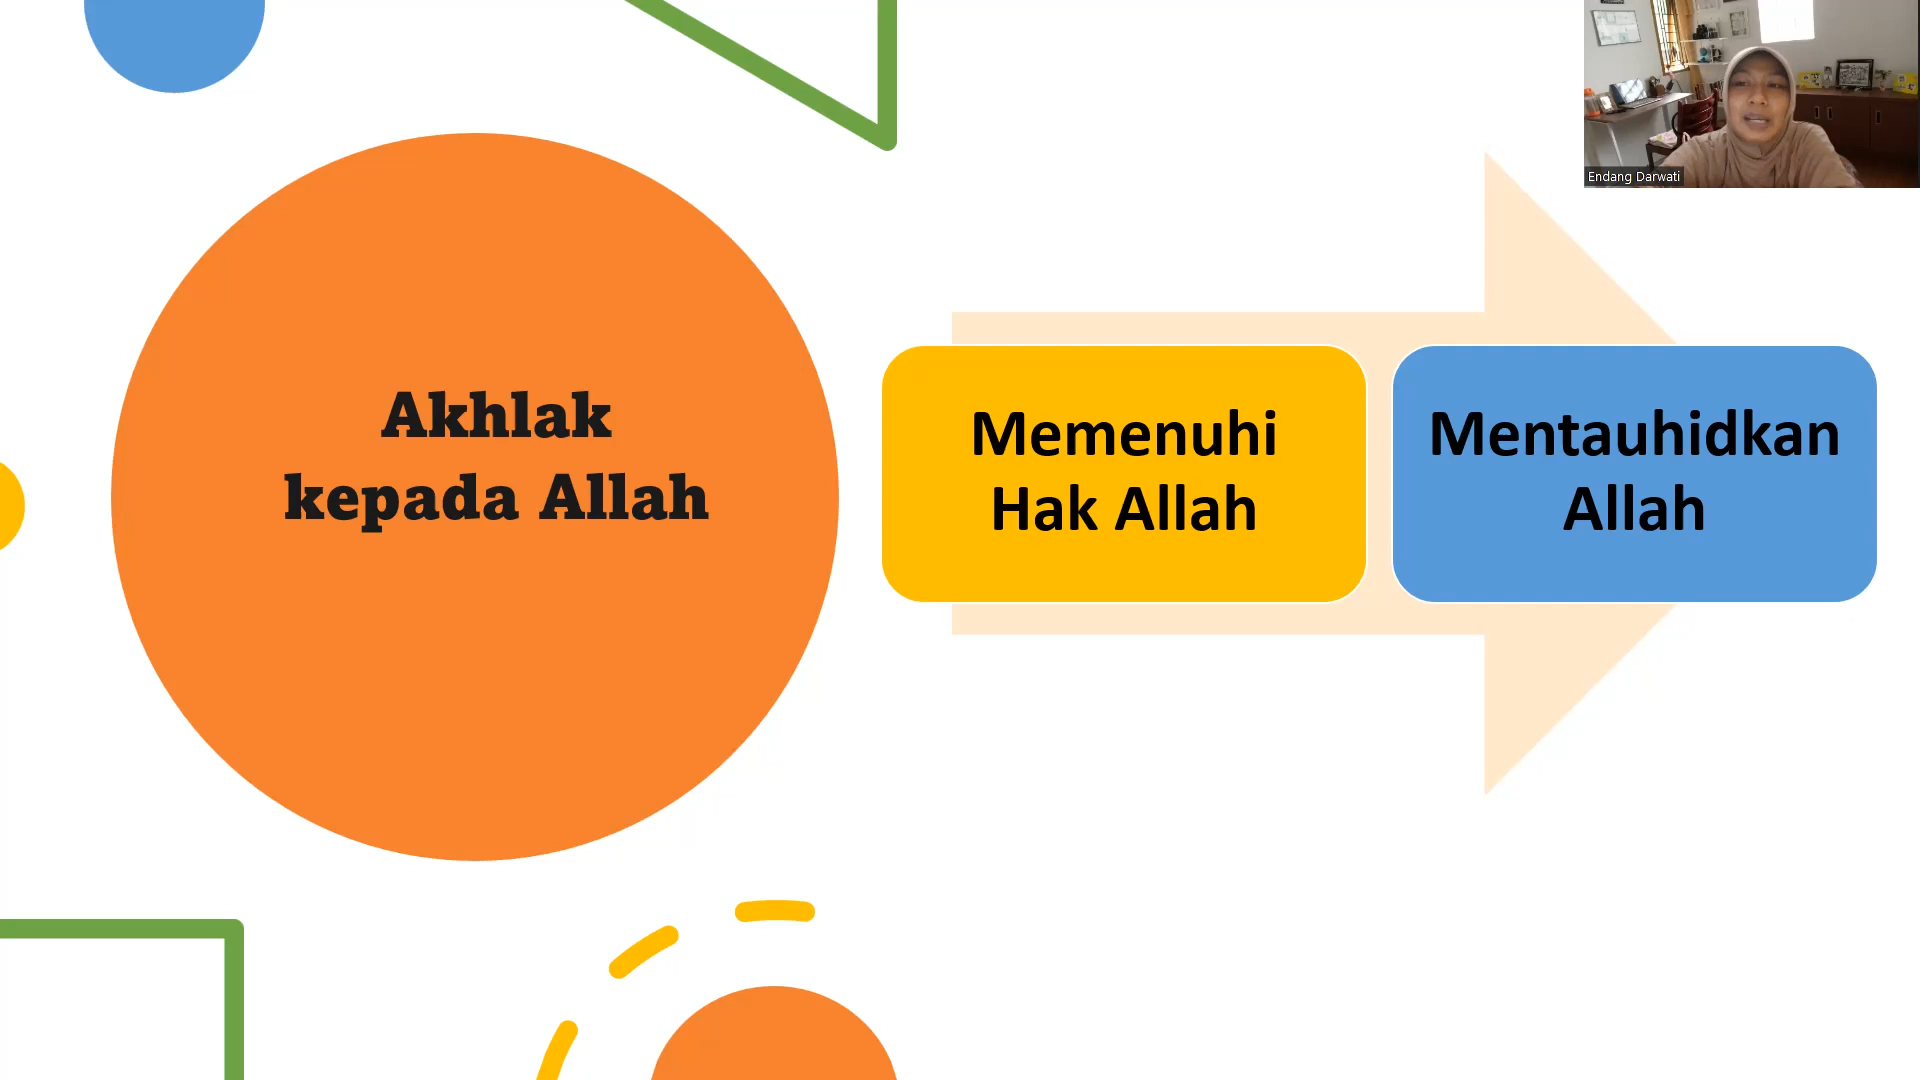 Akhlak
kepada Allah
Memenuhi
Hak Allah
Mentauhidkan
Allah
Endang Darwati